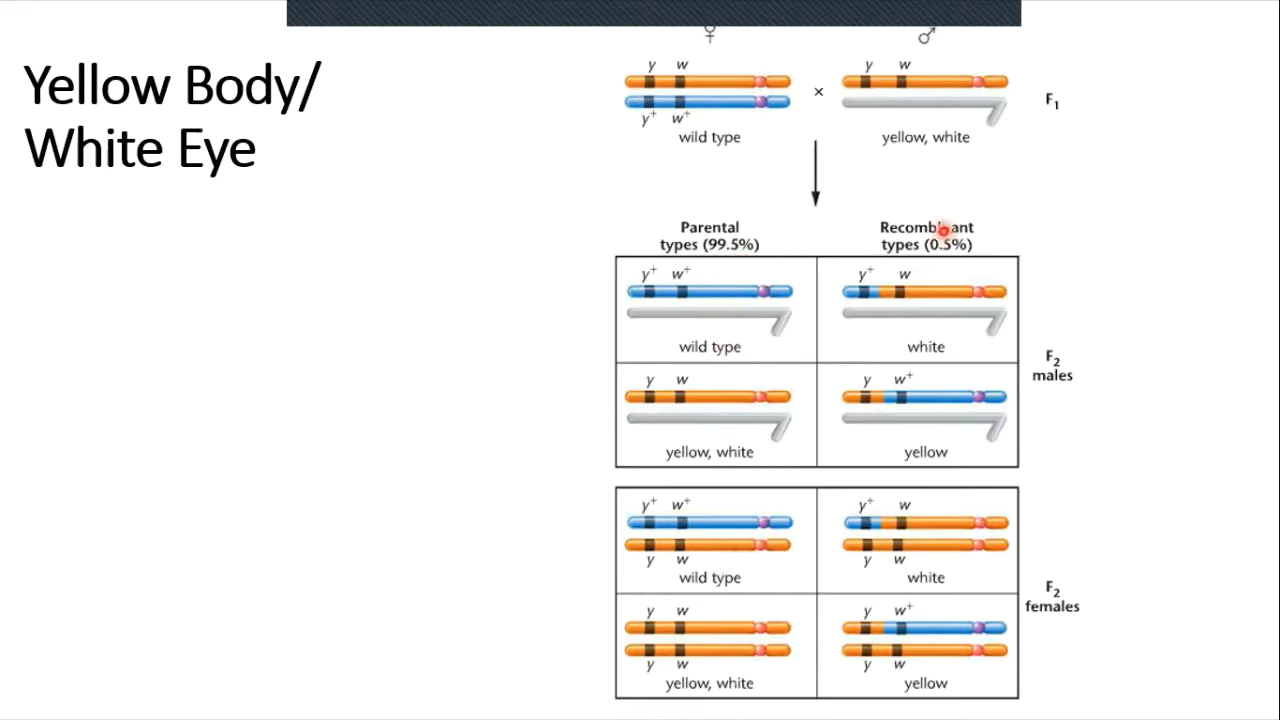 Yellow Body/
White Eye
♀ ♂
y w y w
×
y⁺ w⁺
wild type yellow, white
F₁
Parental types (99.5%)
Recombinant types (0.5%)
y⁺ w⁺ y⁺ w
wild type white
y w y w⁺
yellow, white yellow
F₂
males
y⁺ w⁺ y⁺ w
y w y w
wild type white
y w y w⁺
y w y w
yellow, white yellow
F₂
females